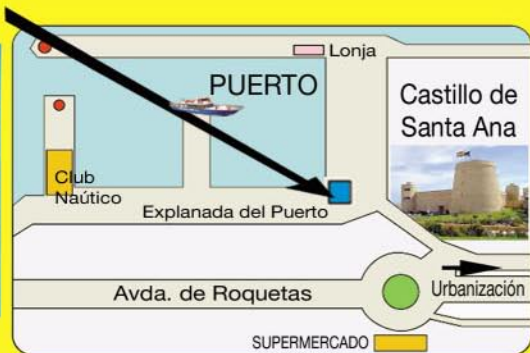 Lonja
PUERTO
Castillo de
Santa Ana
Club
Naútico
Explanada del Puerto
Avda. de Roquetas
Urbanización
SUPERMERCADO